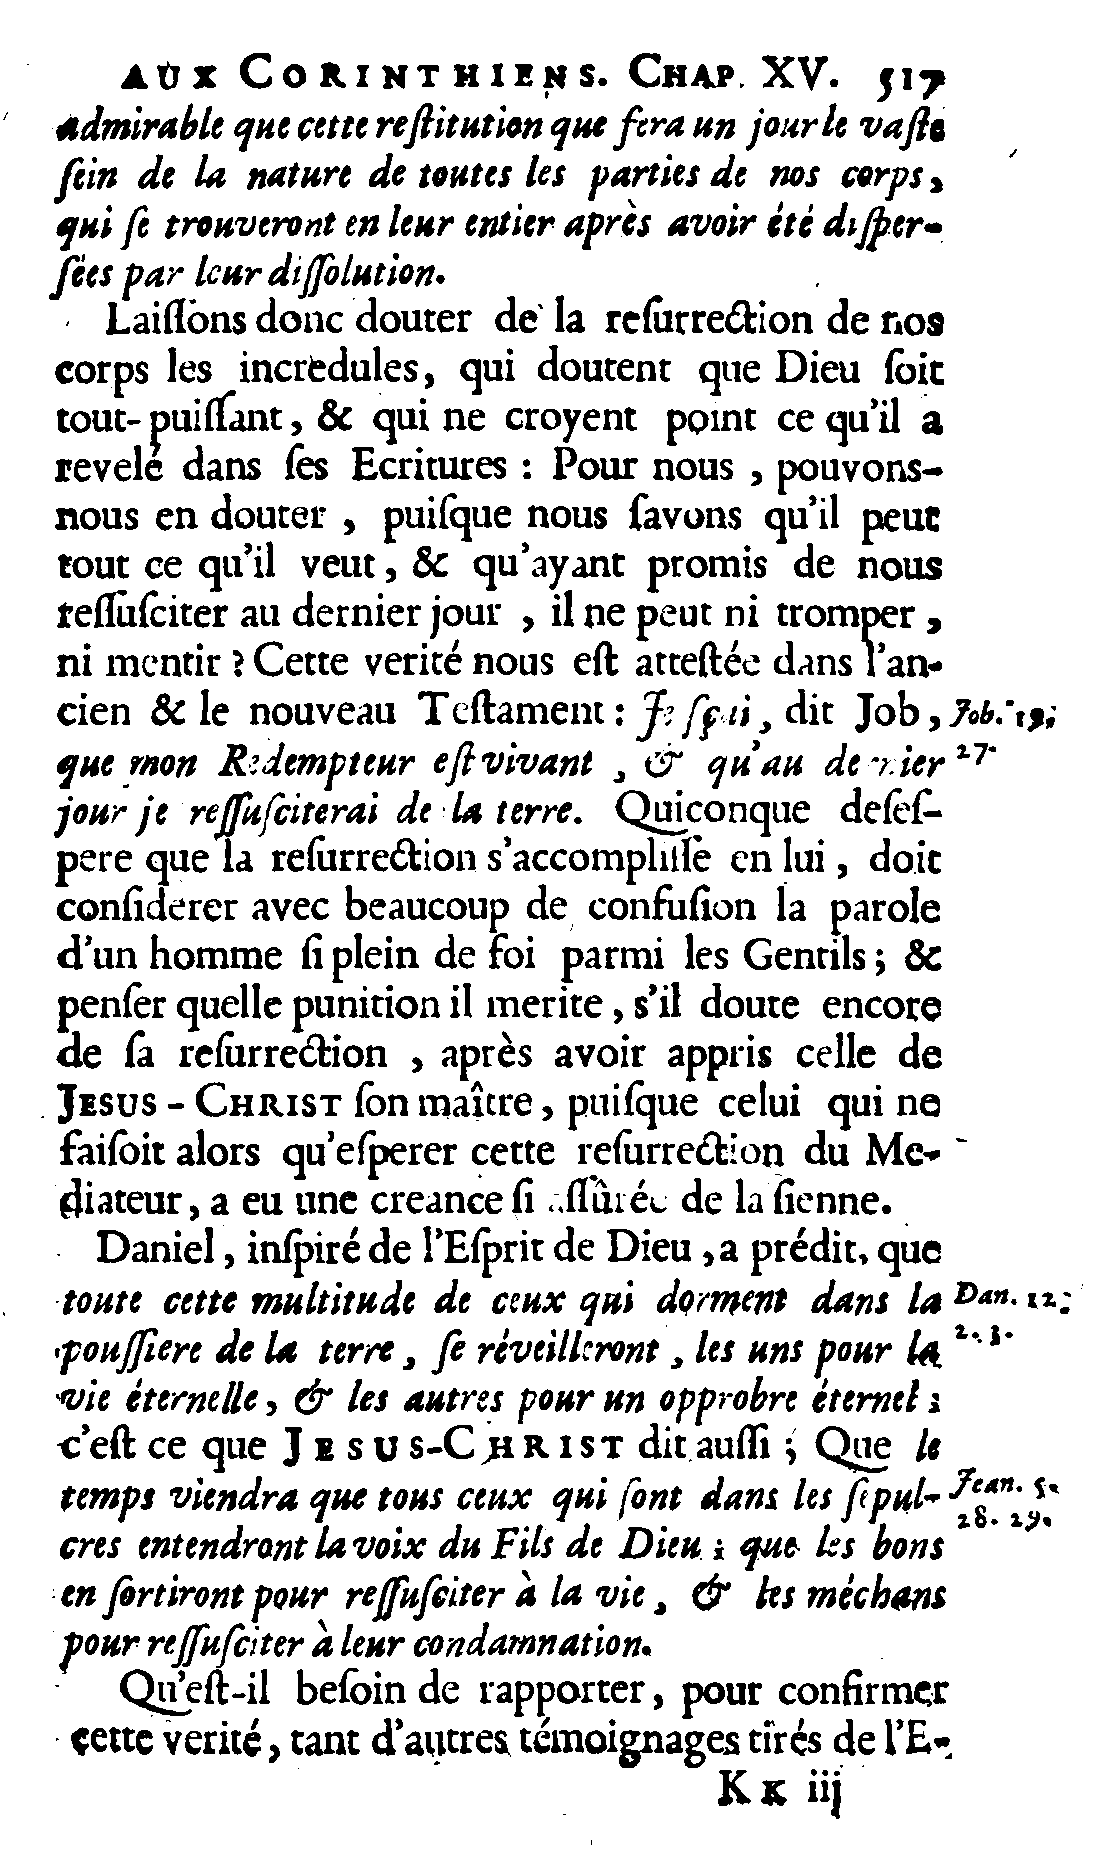 AUX CORINTHIENS. CHAP. XV. 517
admirable que cette reſtitution que fera un jour le vaſte
ſein de la nature de toutes les parties de nos corps,
qui ſe trouveront en leur entier après avoir été diſper-
ſées par leur diſſolution.
Laiſſons donc douter de la reſurrection de nos
corps les incredules, qui doutent que Dieu ſoit
tout-puiſſant, & qui ne croyent point ce qu'il a
revelé dans ſes Ecritures : Pour nous, pouvons-
nous en douter, puiſque nous ſavons qu'il peut
tout ce qu'il veut, & qu'ayant promis de nous
reſſuſciter au dernier jour, il ne peut ni tromper,
ni mentir ? Cette verité nous eſt atteſtée dans l'an-
cien & le nouveau Teſtament : Je ſçai, dit Job, Job. 19.
que mon Redempteur eſt vivant, & qu'au dernier 27.
jour je reſſuſciterai de la terre. Quiconque deſeſ-
pere que la reſurrection s'accompliſſe en lui, doit
conſiderer avec beaucoup de confuſion la parole
d'un homme ſi plein de foi parmi les Gentils ; &
penſer quelle punition il merite, s'il doute encore
de ſa reſurrection, après avoir appris celle de
JESUS-CHRIST ſon maître, puiſque celui qui ne
faiſoit alors qu'eſperer cette reſurrection du Me-
diateur, a eu une creance ſi aſſûrée de la ſienne.
Daniel, inſpiré de l'Eſprit de Dieu, a prédit, que
toute cette multitude de ceux qui dorment dans la Dan. 12.
pouſſiere de la terre, ſe réveilleront, les uns pour la 2. 3.
vie éternelle, & les autres pour un opprobre éternel ;
c'eſt ce que JESUS-CHRIST dit auſſi ; Que le
temps viendra que tous ceux qui ſont dans les ſepul- Jean. 5.
cres entendront la voix du Fils de Dieu ; que les bons 28. 29.
en ſortiront pour reſſuſciter à la vie, & les méchans
pour reſſuſciter à leur condamnation.
Qu'eſt-il beſoin de rapporter, pour confirmer
cette verité, tant d'autres témoignages tirés de l'E-
Kk iij